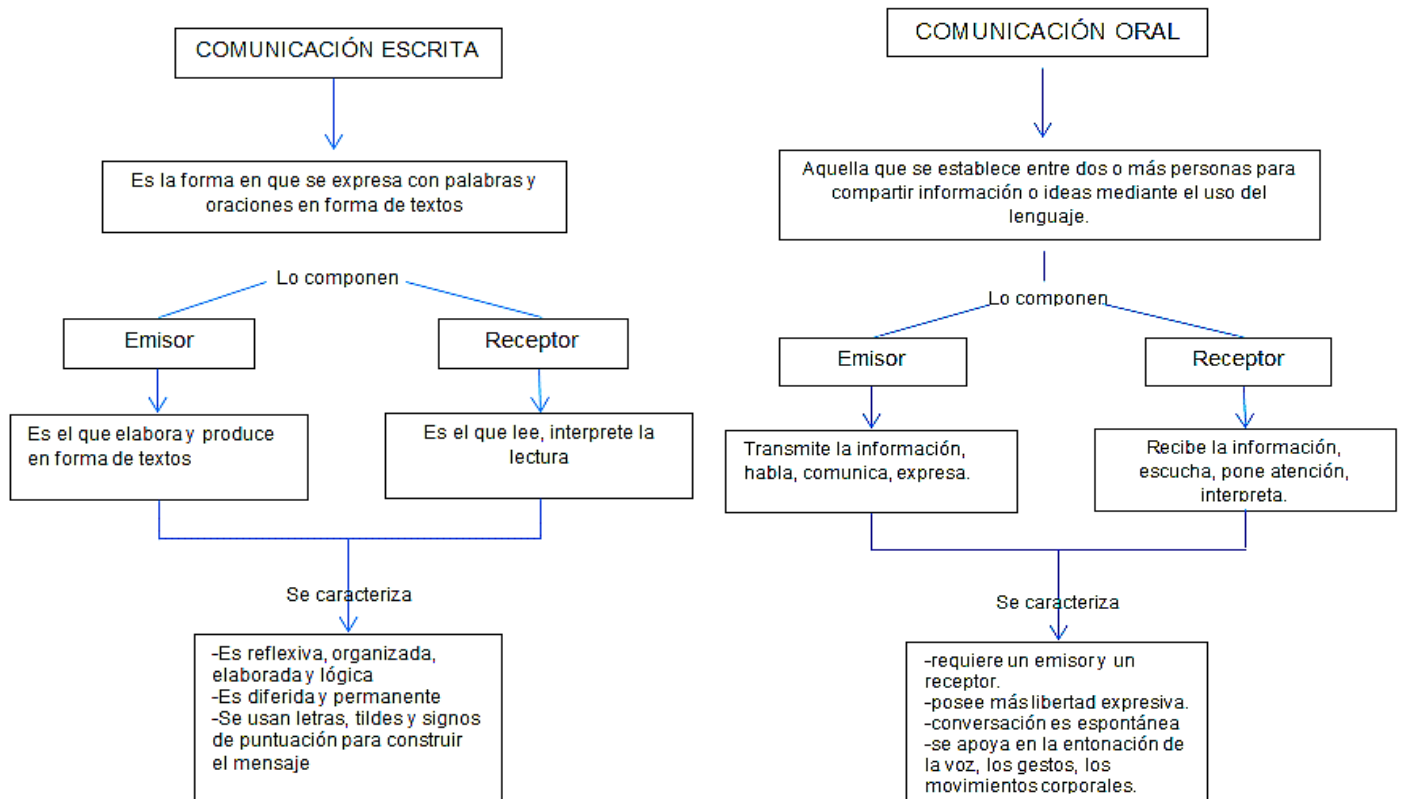 COMUNICACIÓN ESCRITA
Es la forma en que se expresa con palabras y
oraciones en forma de textos
Lo componen
Emisor
Receptor
Es el que elabora y produce
en forma de textos
Es el que lee, interprete la
lectura
Se caracteriza
-Es reflexiva, organizada,
elaborada y lógica
-Es diferida y permanente
-Se usan letras, tildes y signos
de puntuación para construir
el mensaje
COMUNICACIÓN ORAL
Aquella que se establece entre dos o más personas para
compartir información o ideas mediante el uso del
lenguaje.
Lo componen
Emisor
Receptor
Transmite la información,
habla, comunica, expresa.
Recibe la información,
escucha, pone atención,
interpreta.
Se caracteriza
-requiere un emisor y un
receptor.
-posee más libertad expresiva.
-conversación es espontánea
-se apoya en la entonación de
la voz, los gestos, los
movimientos corporales.